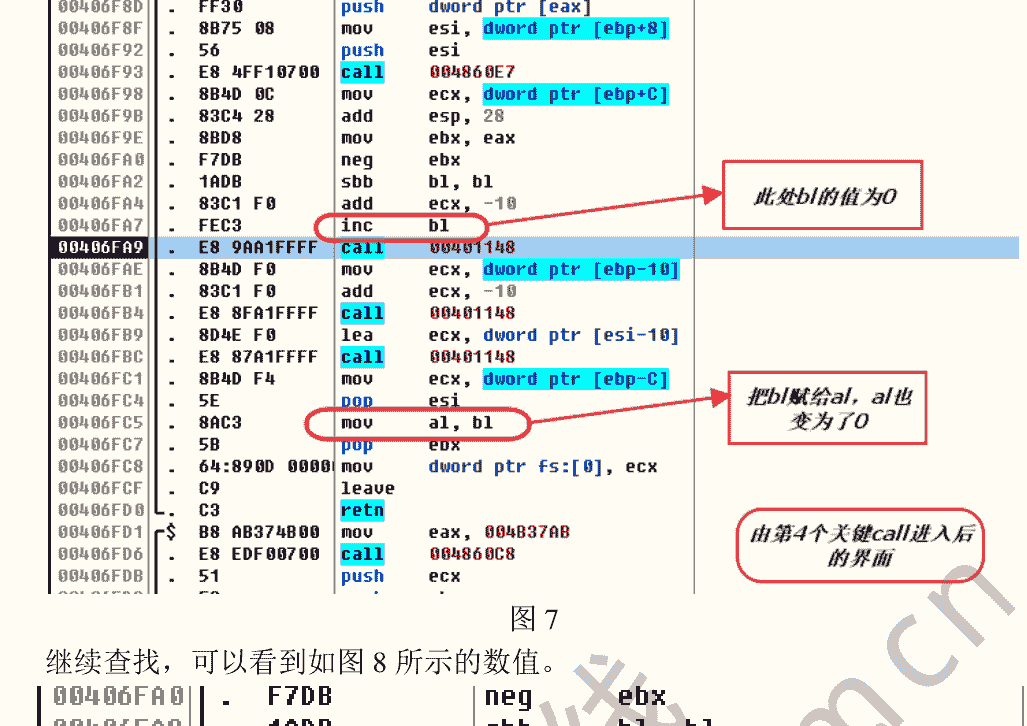 00406F8D . FF30 push dword ptr [eax]
00406F8F . 8B75 08 mov esi, dword ptr [ebp+8]
00406F92 . 56 push esi
00406F93 . E8 4FF10700 call 004860E7
00406F98 . 8B4D 0C mov ecx, dword ptr [ebp+C]
00406F9B . 83C4 28 add esp, 28
00406F9E . 8BD8 mov ebx, eax
00406FA0 . F7DB neg ebx
00406FA2 . 1ADB sbb bl, bl
00406FA4 . 83C1 F0 add ecx, -10
00406FA7 . FEC3 inc bl
此处bl的值为0
00406FA9 . E8 9AA1FFFF call 00401148
00406FAE . 8B4D F0 mov ecx, dword ptr [ebp-10]
00406FB1 . 83C1 F0 add ecx, -10
00406FB4 . E8 8FA1FFFF call 00401148
00406FB9 . 8D4E F0 lea ecx, dword ptr [esi-10]
00406FBC . E8 87A1FFFF call 00401148
00406FC1 . 8B4D F4 mov ecx, dword ptr [ebp-C]
00406FC4 . 5E pop esi
00406FC5 . 8AC3 mov al, bl
把bl赋给al，al也
变为了0
00406FC7 . 5B pop ebx
00406FC8 . 64:890D 0000 mov dword ptr fs:[0], ecx
00406FCF . C9 leave
00406FD0 . C3 retn
00406FD1 $ B8 AB374B00 mov eax, 004B37AB
00406FD6 . E8 EDF00700 call 004860C8
00406FDB . 51 push ecx
由第4个关键call进入后
的界面
图 7
继续查找，可以看到如图 8 所示的数值。
00406FA0 . F7DB neg ebx
线
m.cn